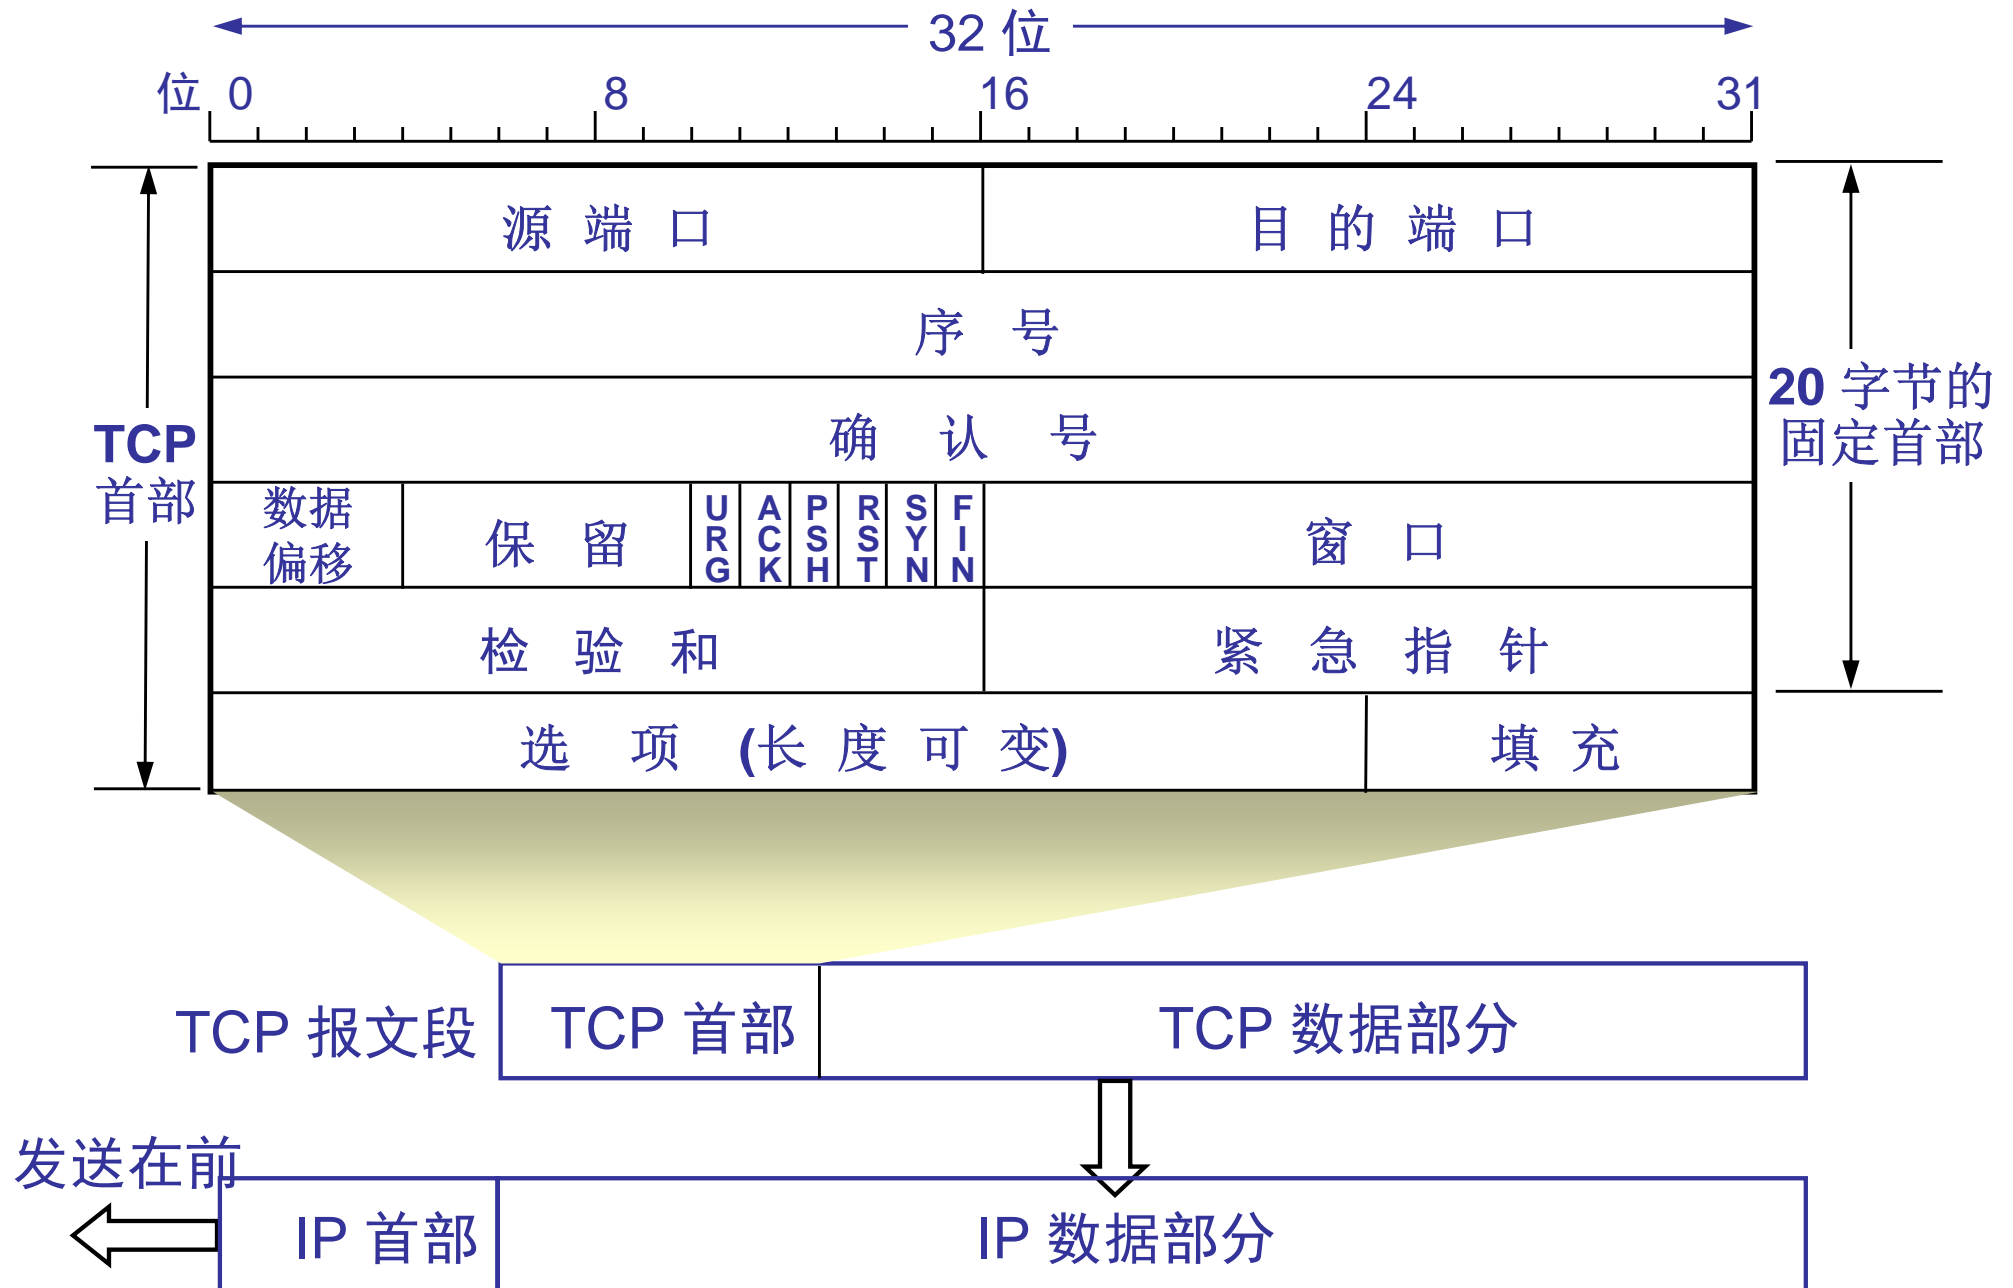 32 位
位 0 8 16 24 31
源 端 口 目 的 端 口
序 号
确 认 号
TCP
首部
20 字节的
固定首部
数据
偏移
保 留
URG
ACK
PSH
RST
SYN
FIN
窗 口
检 验 和 紧 急 指 针
选 项 (长 度 可 变) 填 充
TCP 报文段 TCP 首部 TCP 数据部分
发送在前
IP 首部 IP 数据部分